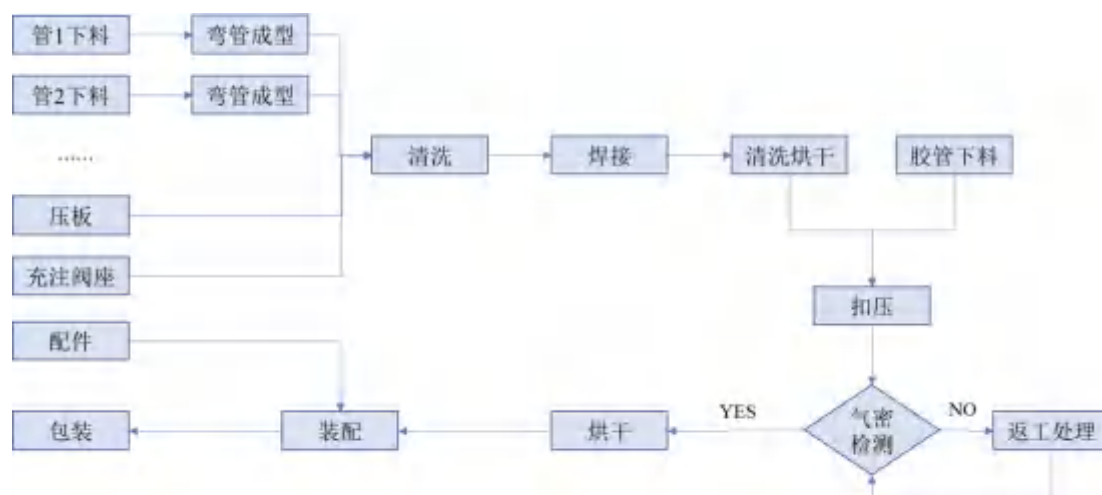 管1下料
弯管成型
管2下料
弯管成型
......
清洗
焊接
清洗烘干
胶管下料
压板
充注阀座
扣压
配件
YES
气密
检测
NO
返工处理
烘干
装配
包装